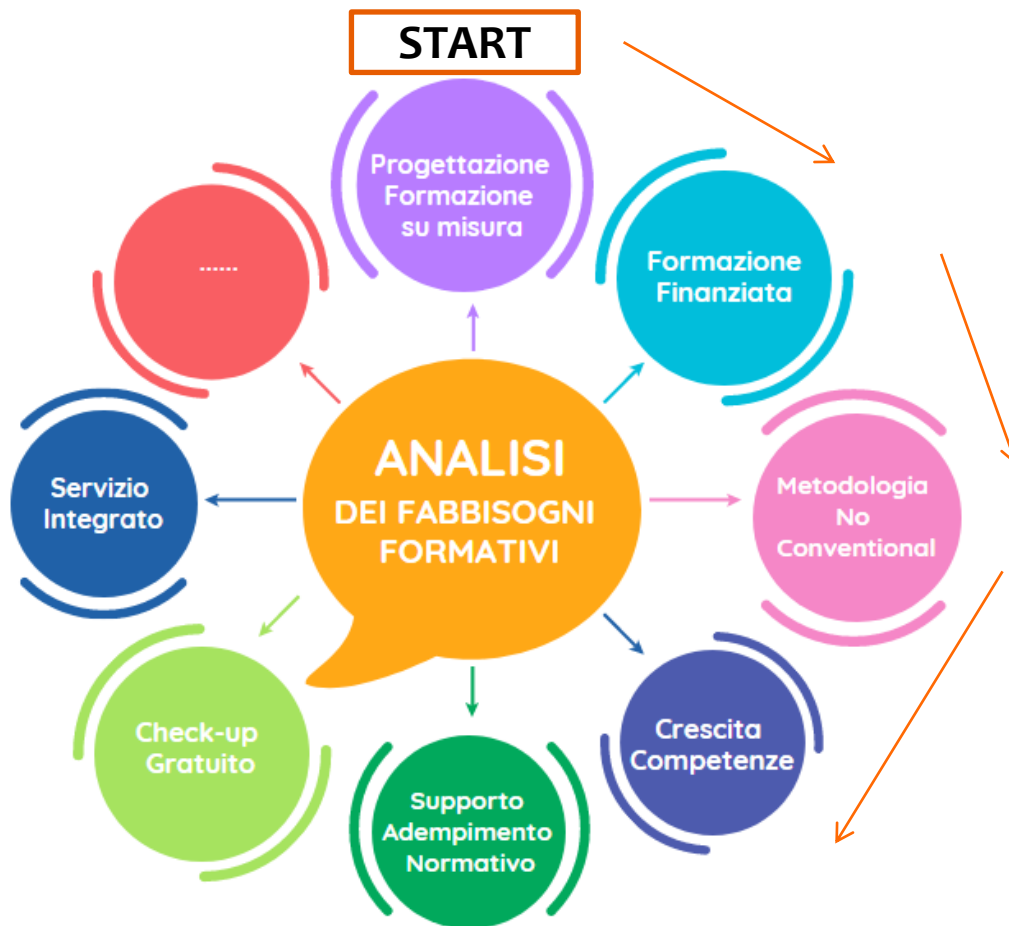 START
Progettazione
Formazione
su misura
Formazione
Finanziata
Metodologia
No
Conventional
Crescita
Competenze
Supporto
Adempimento
Normativo
Check-up
Gratuito
Servizio
Integrato
......
ANALISI
DEI FABBISOGNI
FORMATIVI